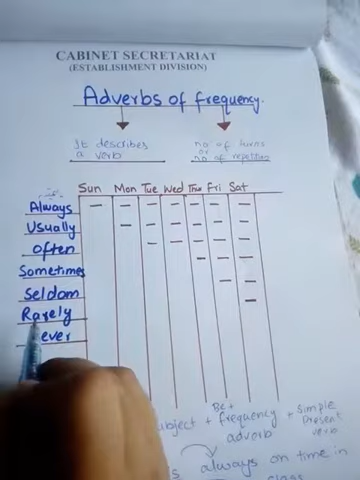 CABINET SECRETARIAT
(ESTABLISHMENT DIVISION)
Adverbs of frequency.
It describes
a verb
no of turns
or
no of repetition
Sun Mon Tue Wed Thu Fri Sat
Always
Usually
often
Sometimes
Seldom
Rarely
ever
Be +
ubject + frequency + Simple
adverb Present
verb
s always on time in
class